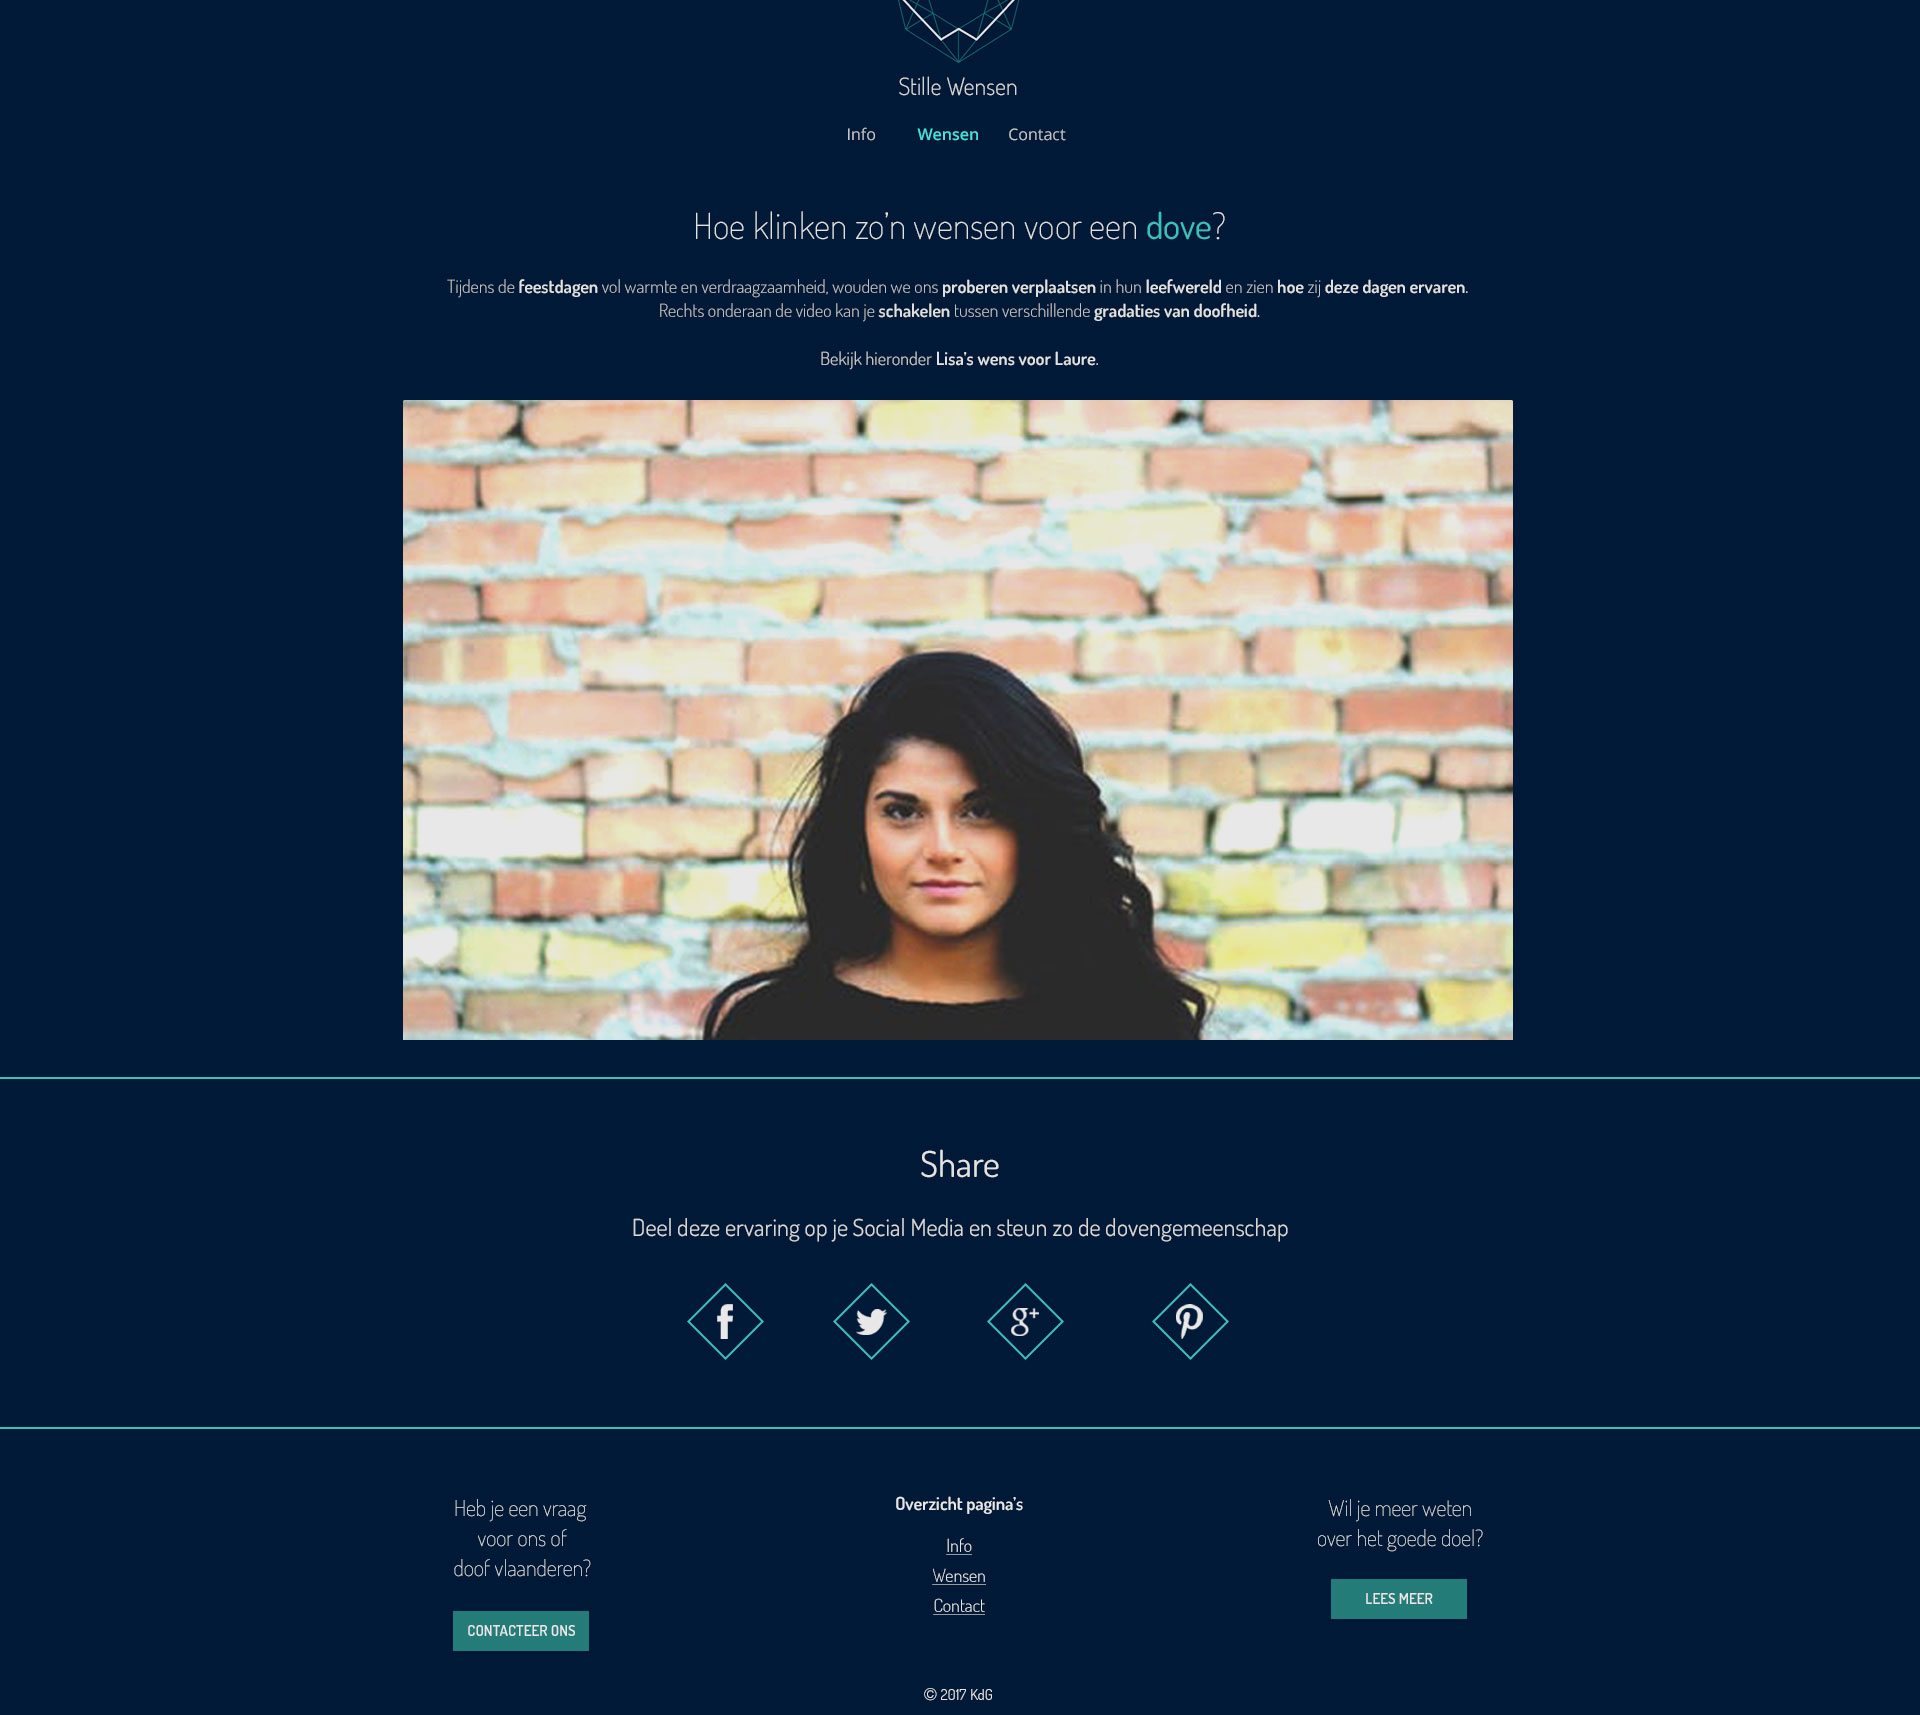 Stille Wensen
Info Wensen Contact
Hoe klinken zo’n wensen voor een dove?
Tijdens de feestdagen vol warmte en verdraagzaamheid, wouden we ons proberen verplaatsen in hun leefwereld en zien hoe zij deze dagen ervaren.
Rechts onderaan de video kan je schakelen tussen verschillende gradaties van doofheid.
Bekijk hieronder Lisa’s wens voor Laure.
Share
Deel deze ervaring op je Social Media en steun zo de dovengemeenschap
Heb je een vraag
voor ons of
doof vlaanderen?
CONTACTEER ONS
Overzicht pagina’s
Info
Wensen
Contact
Wil je meer weten
over het goede doel?
LEES MEER
© 2017 KdG